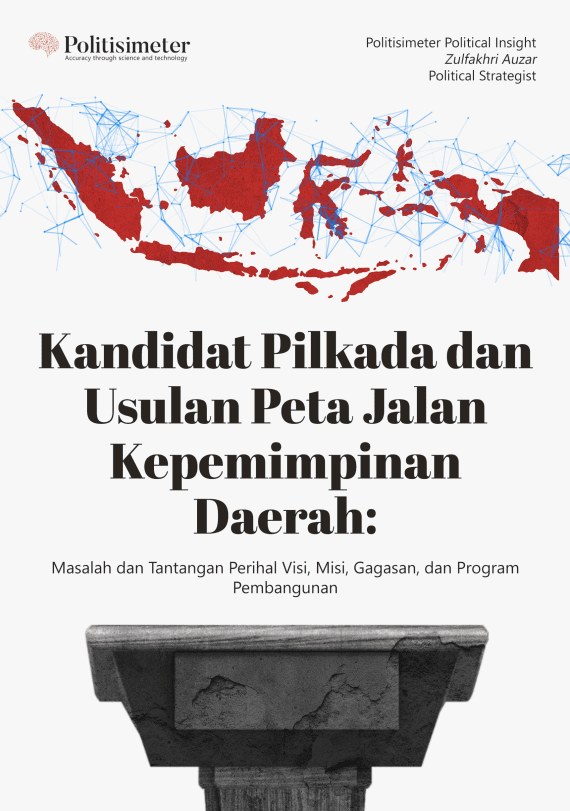 Politisimeter
Accuracy through science and technology
Politisimeter Political Insight
Zulfakhri Auzar
Political Strategist
Kandidat Pilkada dan
Usulan Peta Jalan
Kepemimpinan
Daerah:
Masalah dan Tantangan Perihal Visi, Misi, Gagasan, dan Program
Pembangunan